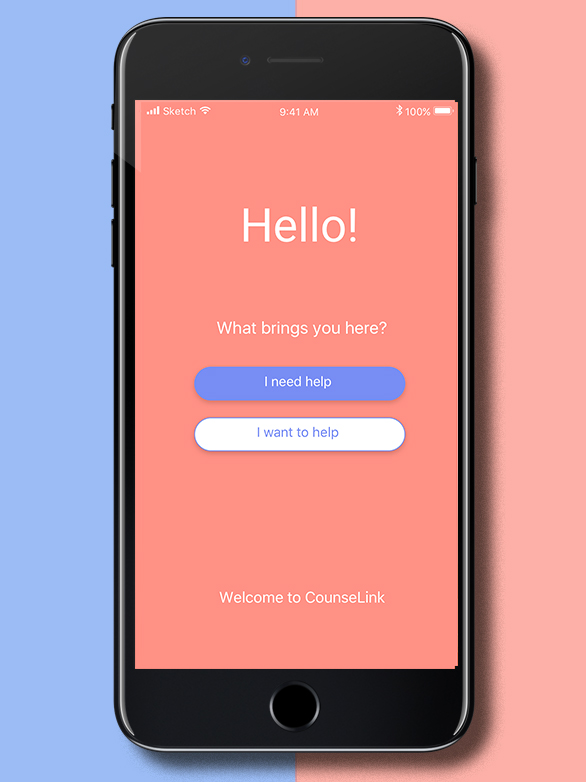 Sketch 9:41 AM 100%
Hello!
What brings you here?
I need help
I want to help
Welcome to CounseLink